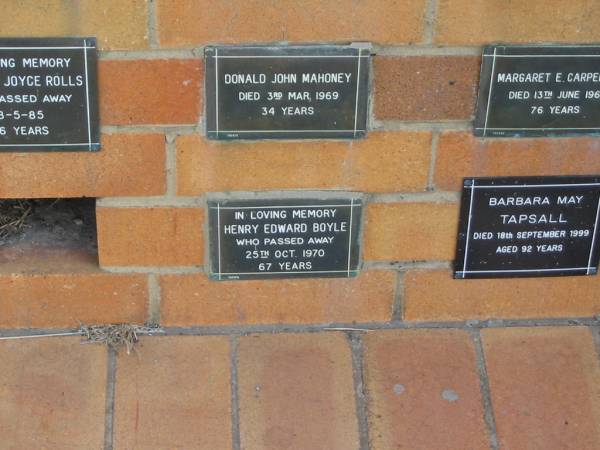 NG MEMORY
JOYCE ROLLS
ASSED AWAY
-5-85
6 YEARS
DONALD JOHN MAHONEY
DIED 3RD MAR, 1969
34 YEARS
MARGARET E. CARPE
DIED 13TH JUNE 196
76 YEARS
IN LOVING MEMORY
HENRY EDWARD BOYLE
WHO PASSED AWAY
25TH OCT. 1970
67 YEARS
BARBARA MAY
TAPSALL
DIED 18th SEPTEMBER 1999
AGED 92 YEARS